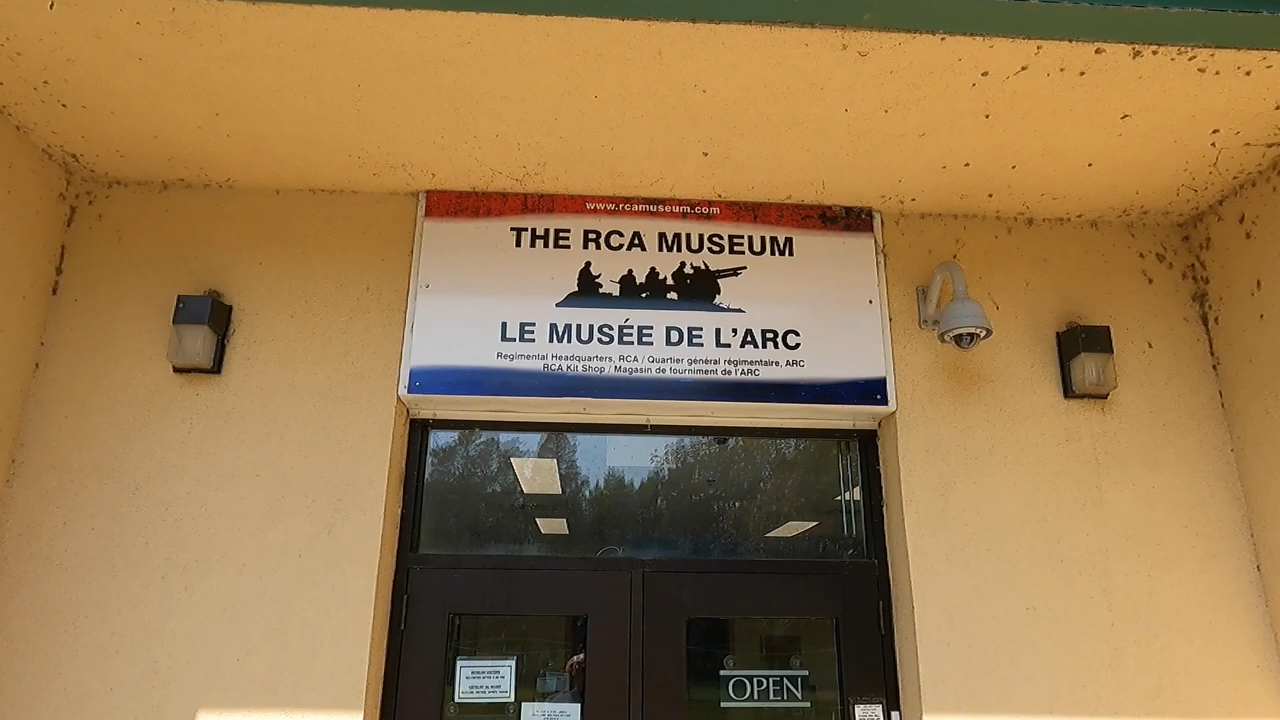 www.rcamuseum.com
THE RCA MUSEUM
LE MUSÉE DE L'ARC
Regimental Headquarters, RCA / Quartier général régimentaire, ARC
RCA Kit Shop / Magasin de fourniment de l'ARC
OPEN